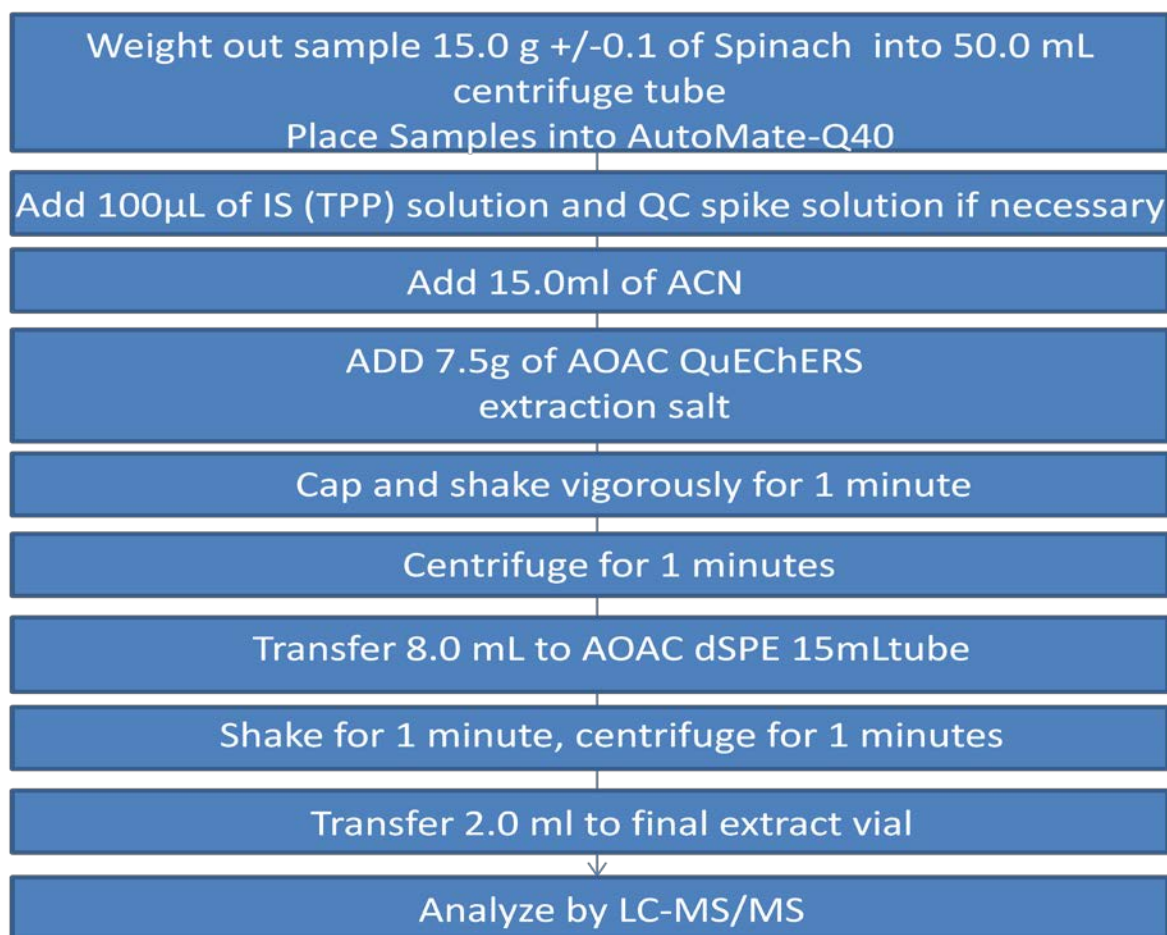 Weight out sample 15.0 g +/-0.1 of Spinach into 50.0 mL
centrifuge tube
Place Samples into AutoMate-Q40
Add 100µL of IS (TPP) solution and QC spike solution if necessary
Add 15.0ml of ACN
ADD 7.5g of AOAC QuEChERS
extraction salt
Cap and shake vigorously for 1 minute
Centrifuge for 1 minutes
Transfer 8.0 mL to AOAC dSPE 15mLtube
Shake for 1 minute, centrifuge for 1 minutes
Transfer 2.0 ml to final extract vial
Analyze by LC-MS/MS